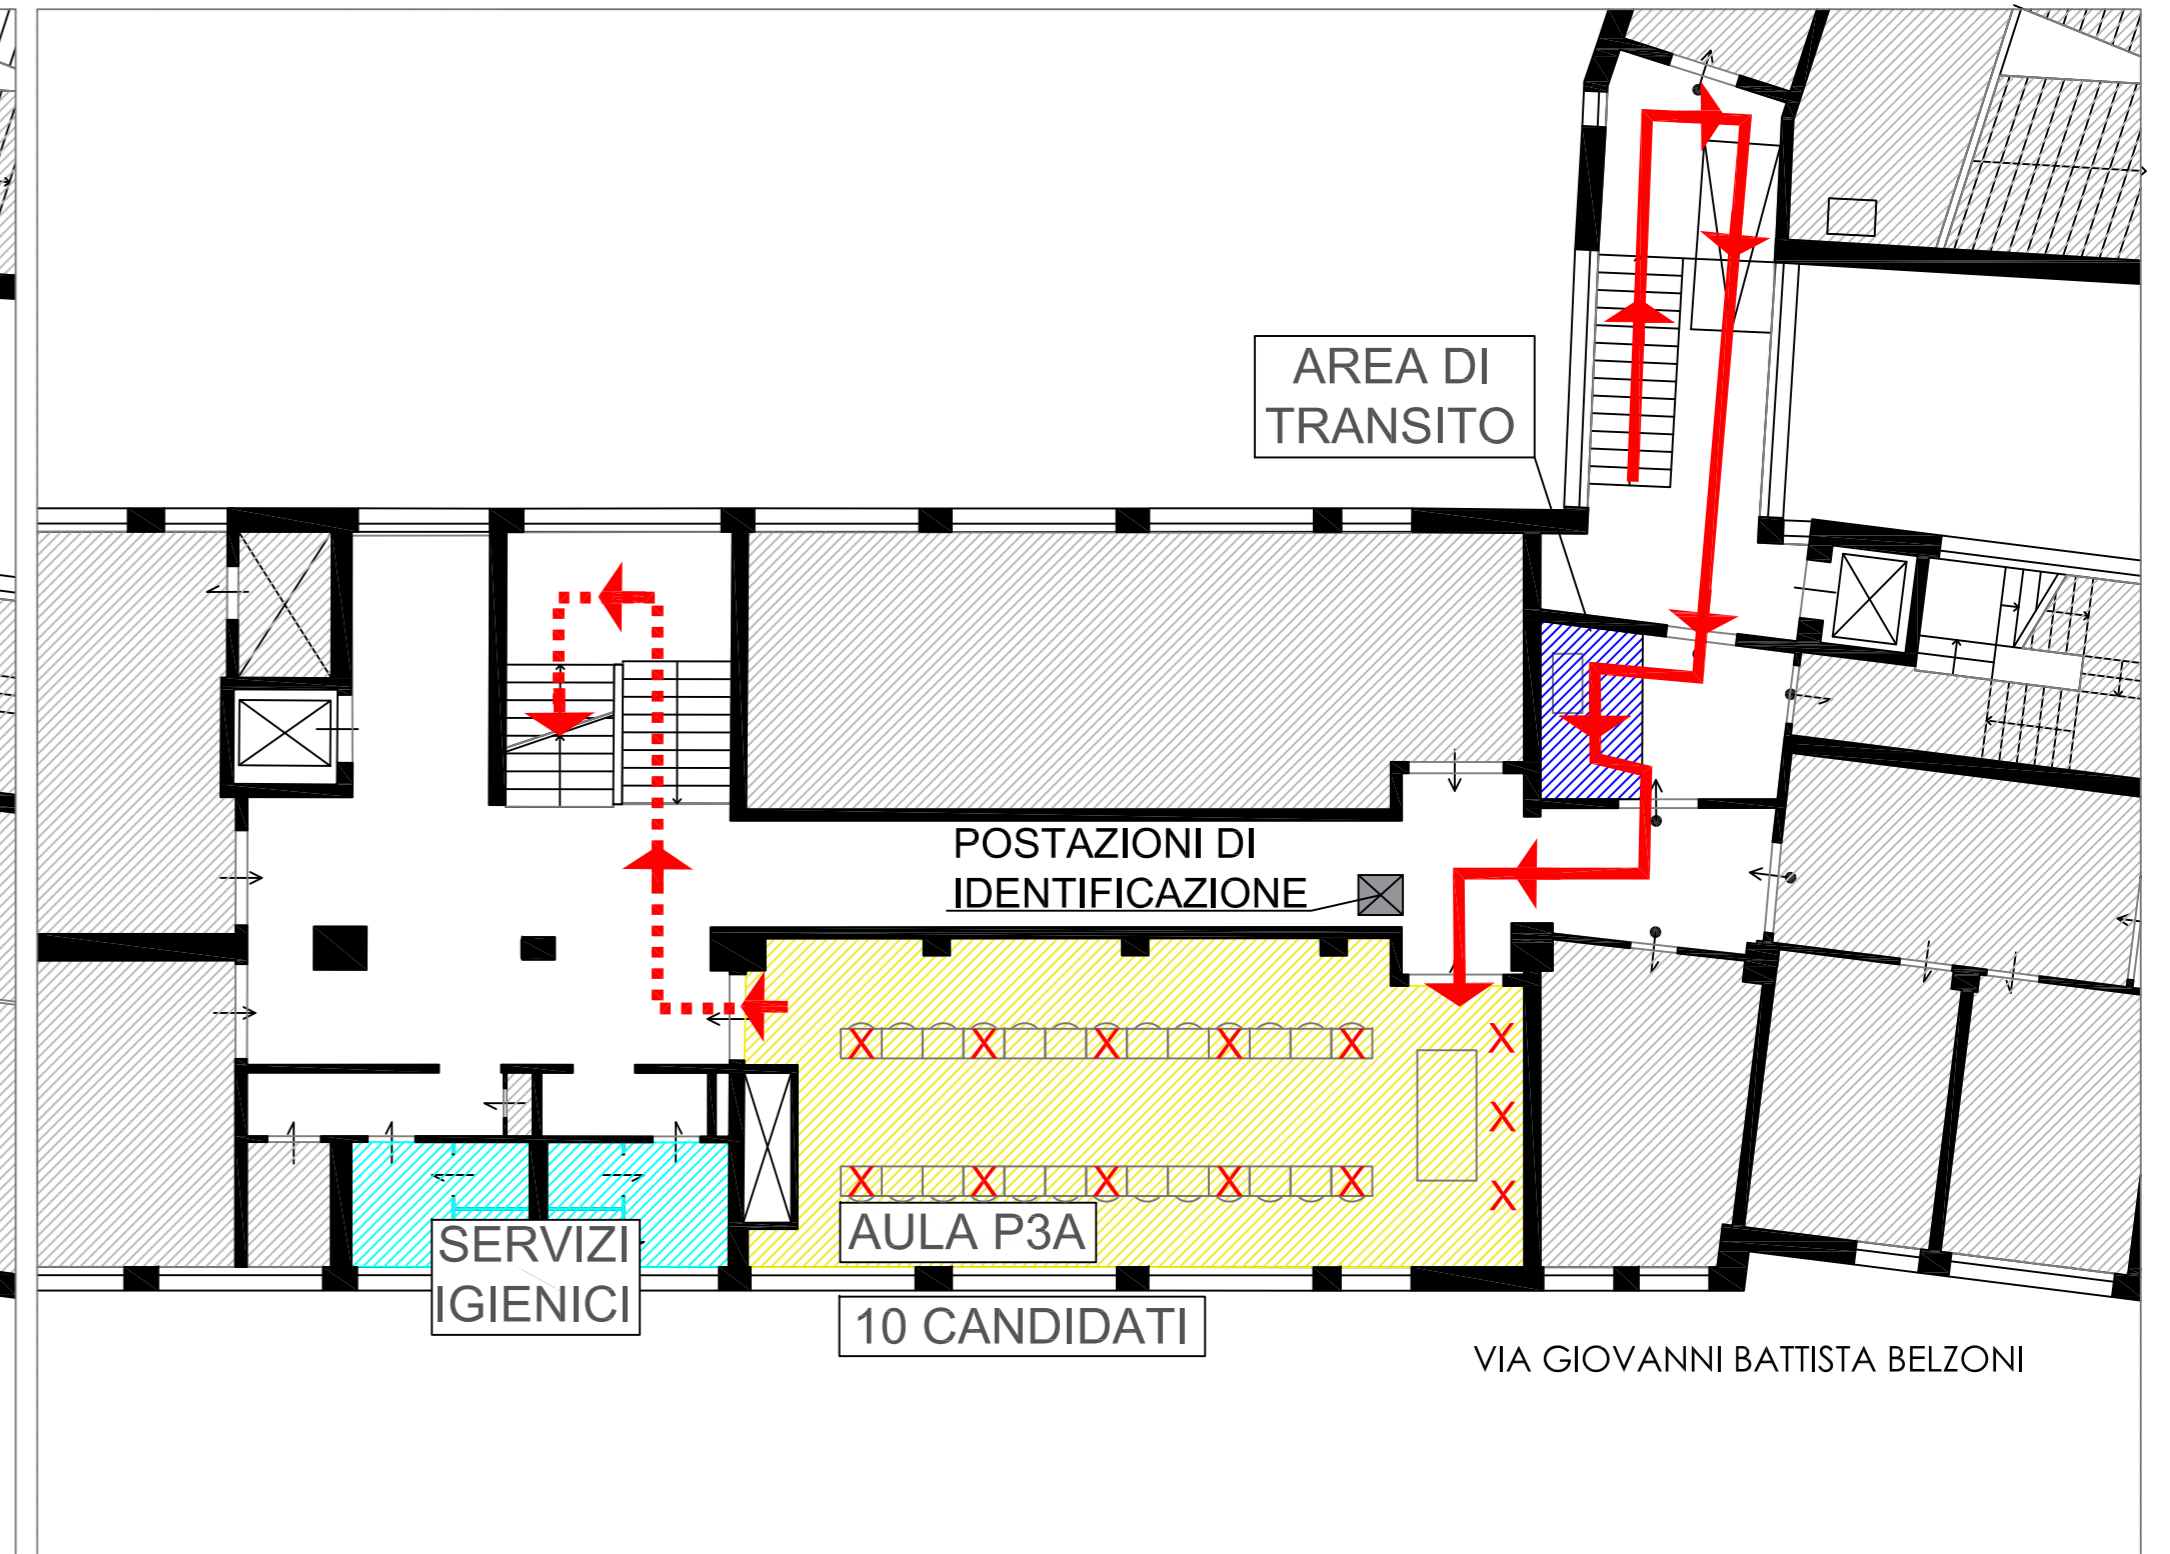 AREA DI
TRANSITO
POSTAZIONI DI
IDENTIFICAZIONE
X X X X X X
X
X X X X X X
AULA P3A
SERVIZI
IGIENICI
10 CANDIDATI
VIA GIOVANNI BATTISTA BELZONI